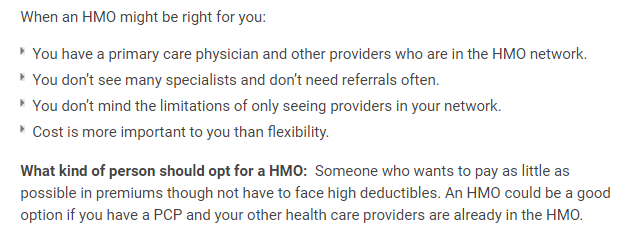 When an HMO might be right for you:
You have a primary care physician and other providers who are in the HMO network.
You don’t see many specialists and don’t need referrals often.
You don’t mind the limitations of only seeing providers in your network.
Cost is more important to you than flexibility.
What kind of person should opt for a HMO: Someone who wants to pay as little as
possible in premiums though not have to face high deductibles. An HMO could be a good
option if you have a PCP and your other health care providers are already in the HMO.